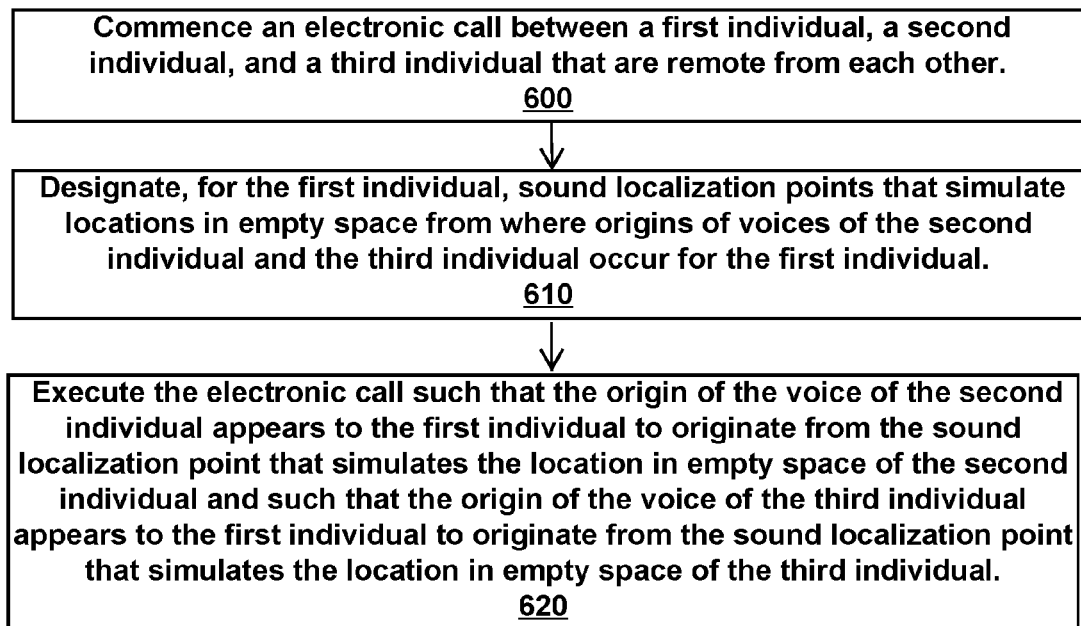 Commence an electronic call between a first individual, a second
individual, and a third individual that are remote from each other.
600
Designate, for the first individual, sound localization points that simulate
locations in empty space from where origins of voices of the second
individual and the third individual occur for the first individual.
610
Execute the electronic call such that the origin of the voice of the second
individual appears to the first individual to originate from the sound
localization point that simulates the location in empty space of the second
individual and such that the origin of the voice of the third individual
appears to the first individual to originate from the sound localization point
that simulates the location in empty space of the third individual.
620